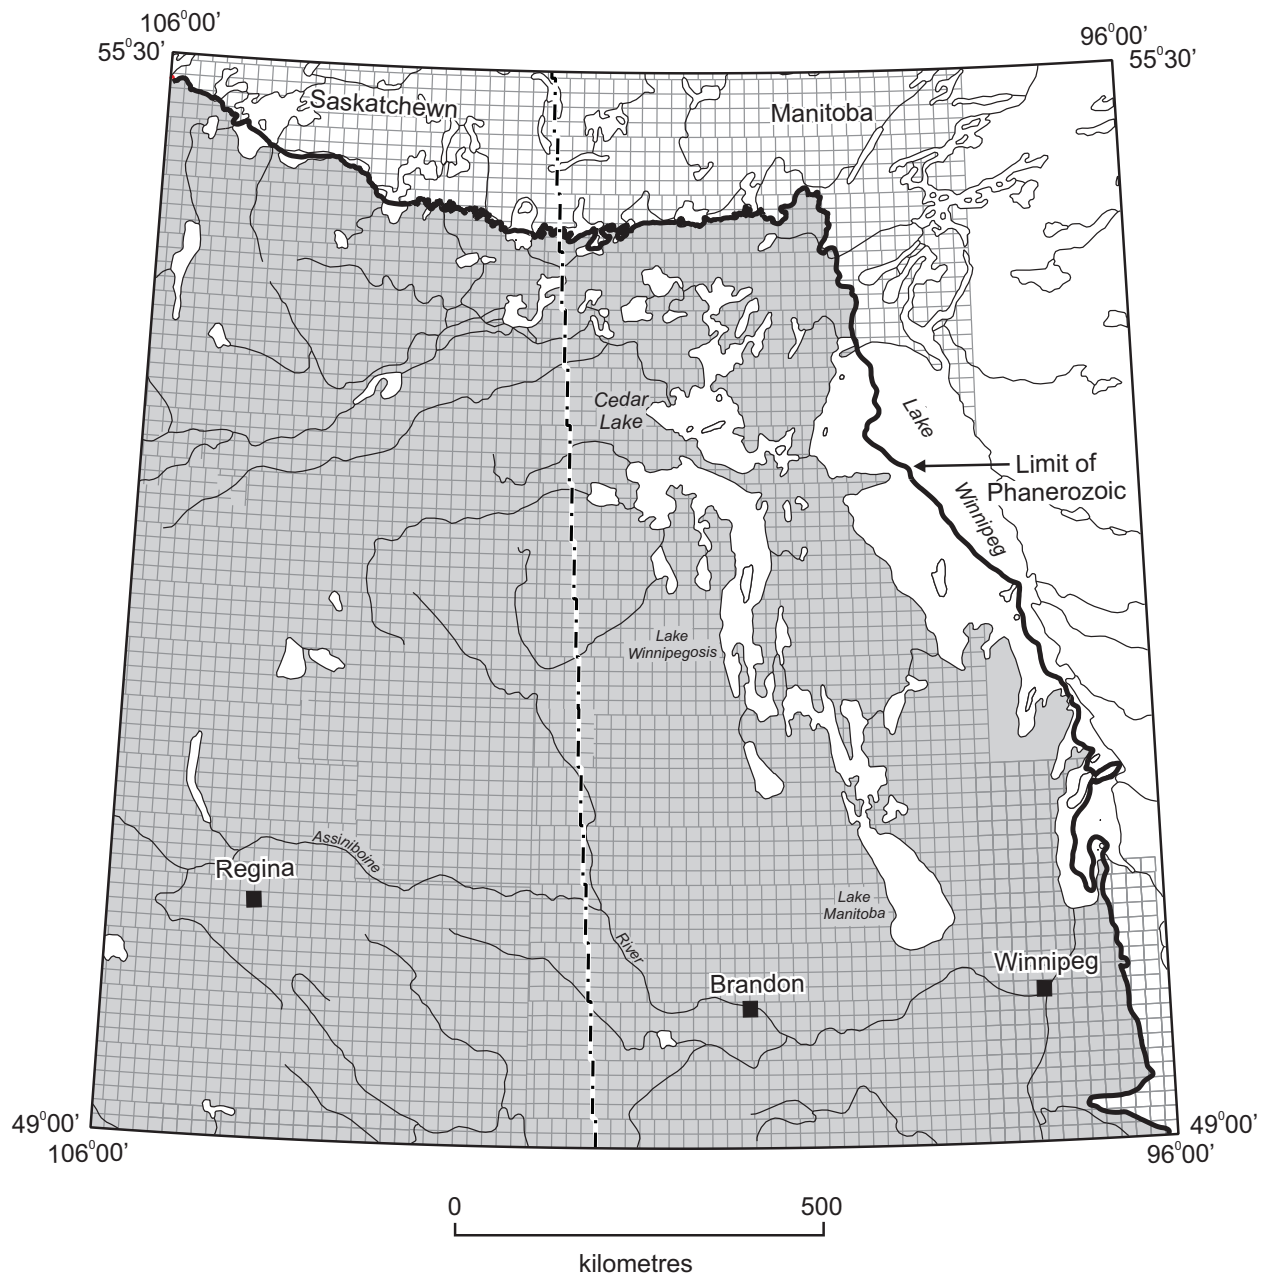 106⁰00’
96⁰00’
55⁰30’
55⁰30’
Saskatchewn
Manitoba
Cedar
Lake
Lake
Winnipeg
Limit of
Phanerozoic
Lake
Winnipegosis
Assiniboine
Regina
Lake
Manitoba
River
Winnipeg
Brandon
49⁰00’
49⁰00’
106⁰00’
96⁰00’
0
500
kilometres